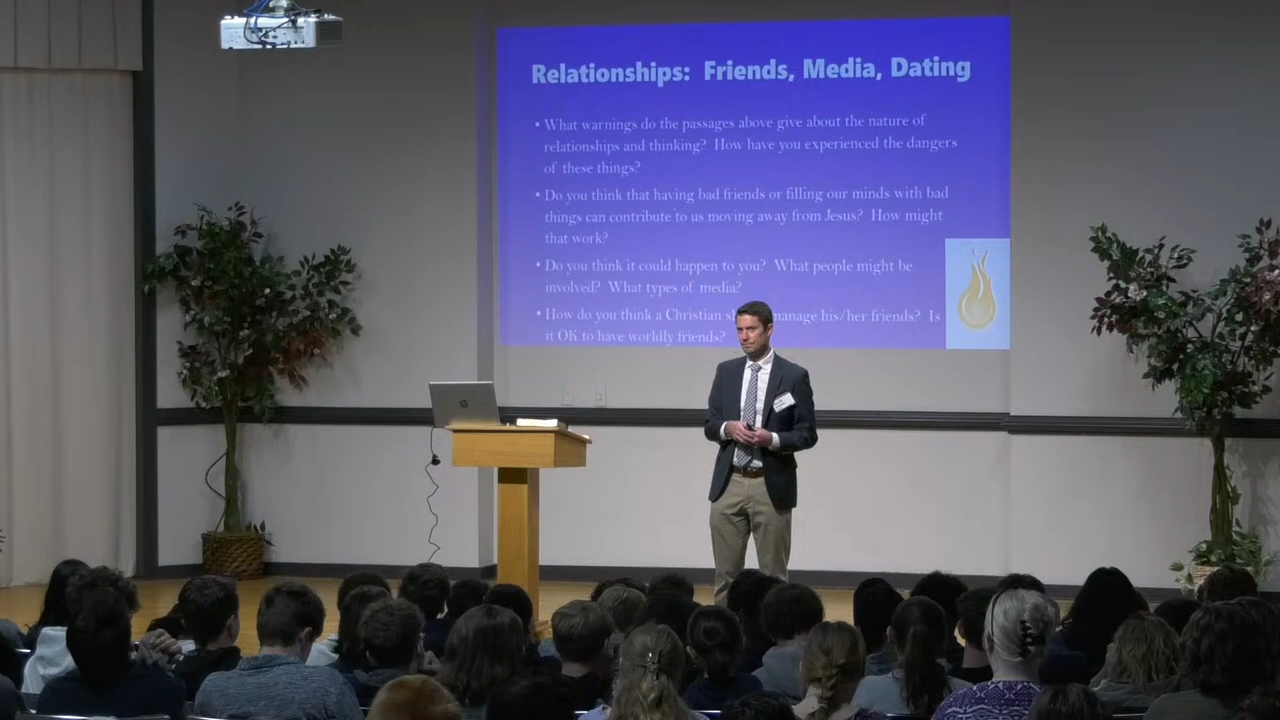 Relationships:  Friends, Media, Dating
• What warnings do the passages above give about the nature of
relationships and thinking?  How have you experienced the dangers
of these things?
• Do you think that having bad friends or filling our minds with bad
things can contribute to us moving away from Jesus?  How might
that work?
• Do you think it could happen to you?  What people might be
involved?  What types of media?
• How do you think a Christian manage his/her friends?  Is
it OK to have worldly friends?
hp